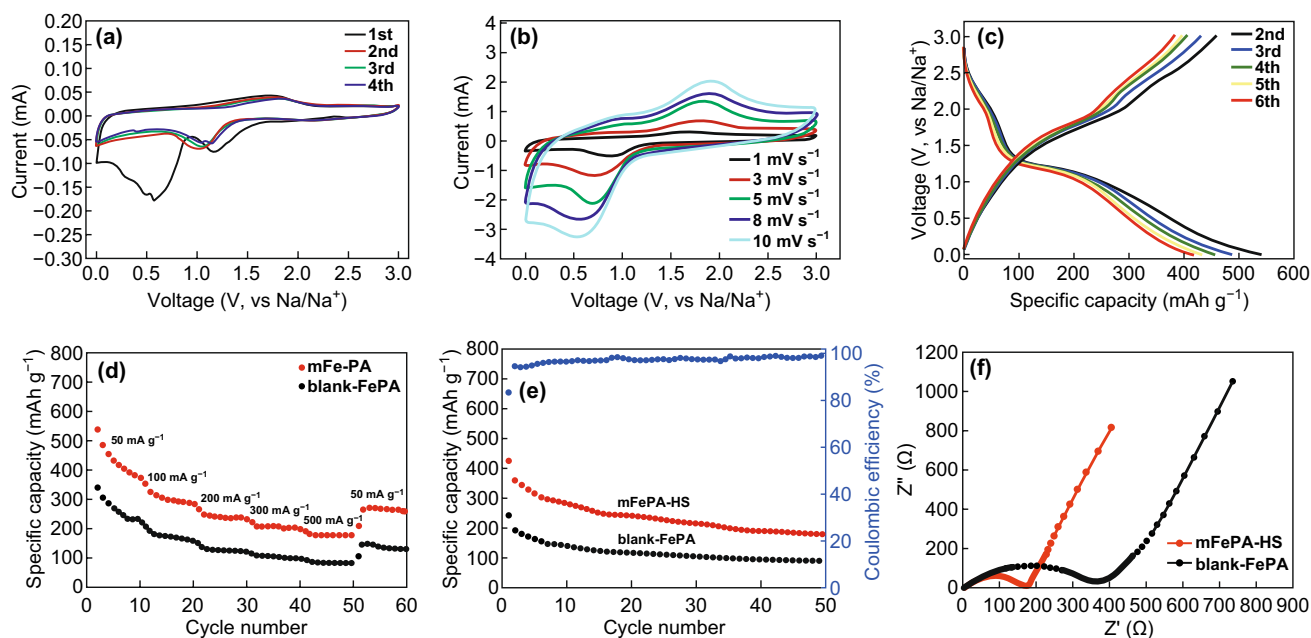 (a)
1st
2nd
3rd
4th
0.20
0.15
0.10
0.05
0.00
−0.05
−0.10
−0.15
−0.20
−0.25
−0.30
Current (mA)
0.0 0.5 1.0 1.5 2.0 2.5 3.0
Voltage (V, vs Na/Na⁺)
(b)
4
3
2
1
0
−1
−2
−3
−4
Current (mA)
1 mV s⁻¹
3 mV s⁻¹
5 mV s⁻¹
8 mV s⁻¹
10 mV s⁻¹
0.0 0.5 1.0 1.5 2.0 2.5 3.0
Voltage (V, vs Na/Na⁺)
(c)
2nd
3rd
4th
5th
6th
3.0
2.5
2.0
1.5
1.0
0.5
0.0
Voltage (V, vs Na/Na⁺)
0 100 200 300 400 500 600
Specific capacity (mAh g⁻¹)
(d)
mFe-PA
blank-FePA
800
700
600
500
400
300
200
100
0
Specific capacity (mAh g⁻¹)
50 mA g⁻¹
100 mA g⁻¹
200 mA g⁻¹
300 mA g⁻¹
500 mA g⁻¹
50 mA g⁻¹
0 10 20 30 40 50 60
Cycle number
(e)
800
700
600
500
400
300
200
100
0
Specific capacity (mAh g⁻¹)
mFePA-HS
blank-FePA
100
80
60
40
20
0
Coulombic efficiency (%)
0 10 20 30 40 50
Cycle number
(f)
1200
1000
800
600
400
200
0
Z'' (Ω)
mFePA-HS
blank-FePA
0 100 200 300 400 500 600 700 800 900
Z' (Ω)